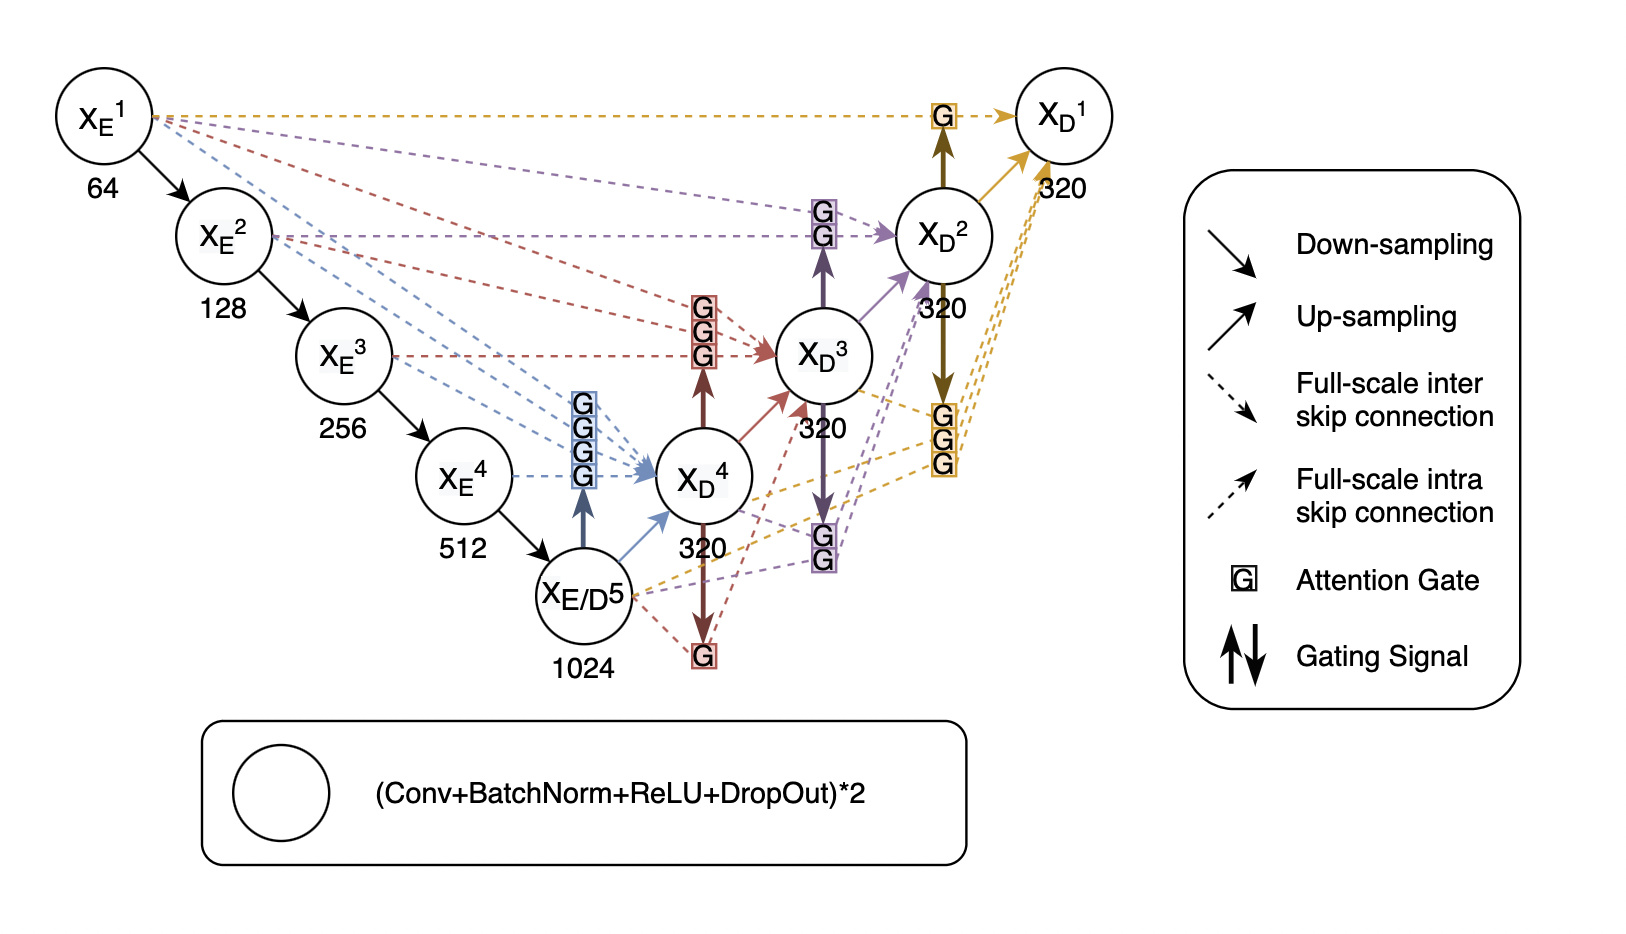 X_E^1
64
X_E^2
128
X_E^3
256
X_E^4
512
X_E/D5
1024
G
G
G
G
X_D^4
320
G
G
G
G
X_D^3
320
G
G
G
G
X_D^2
320
G
G
G
G
X_D^1
320
Down-sampling
Up-sampling
Full-scale inter
skip connection
Full-scale intra
skip connection
G Attention Gate
Gating Signal
(Conv+BatchNorm+ReLU+DropOut)*2